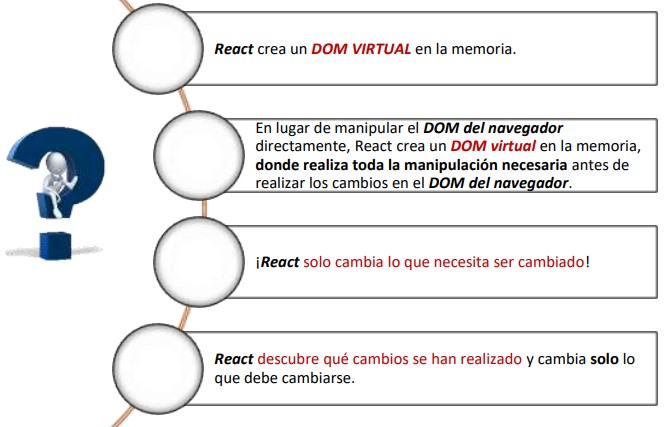 React crea un DOM VIRTUAL en la memoria.
En lugar de manipular el DOM del navegador
directamente, React crea un DOM virtual en la memoria,
donde realiza toda la manipulación necesaria antes de
realizar los cambios en el DOM del navegador.
¡React solo cambia lo que necesita ser cambiado!
React descubre qué cambios se han realizado y cambia solo lo
que debe cambiarse.